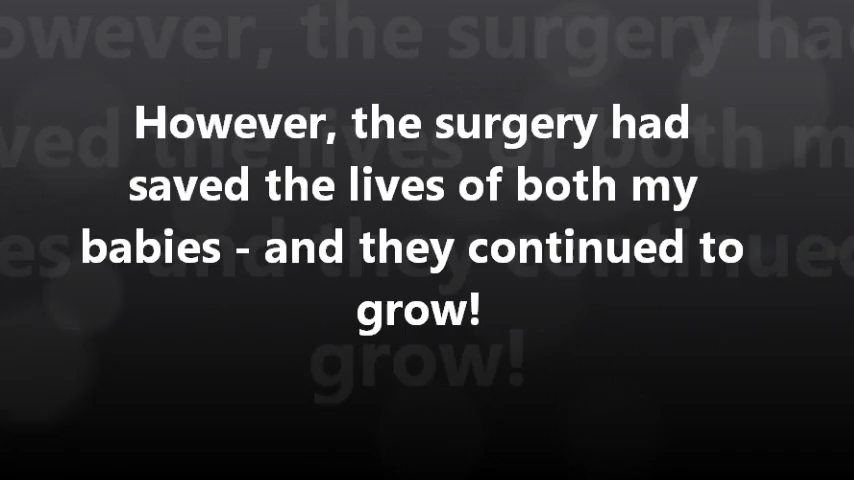 However, the surgery had
saved the lives of both my
babies - and they continued to
grow!